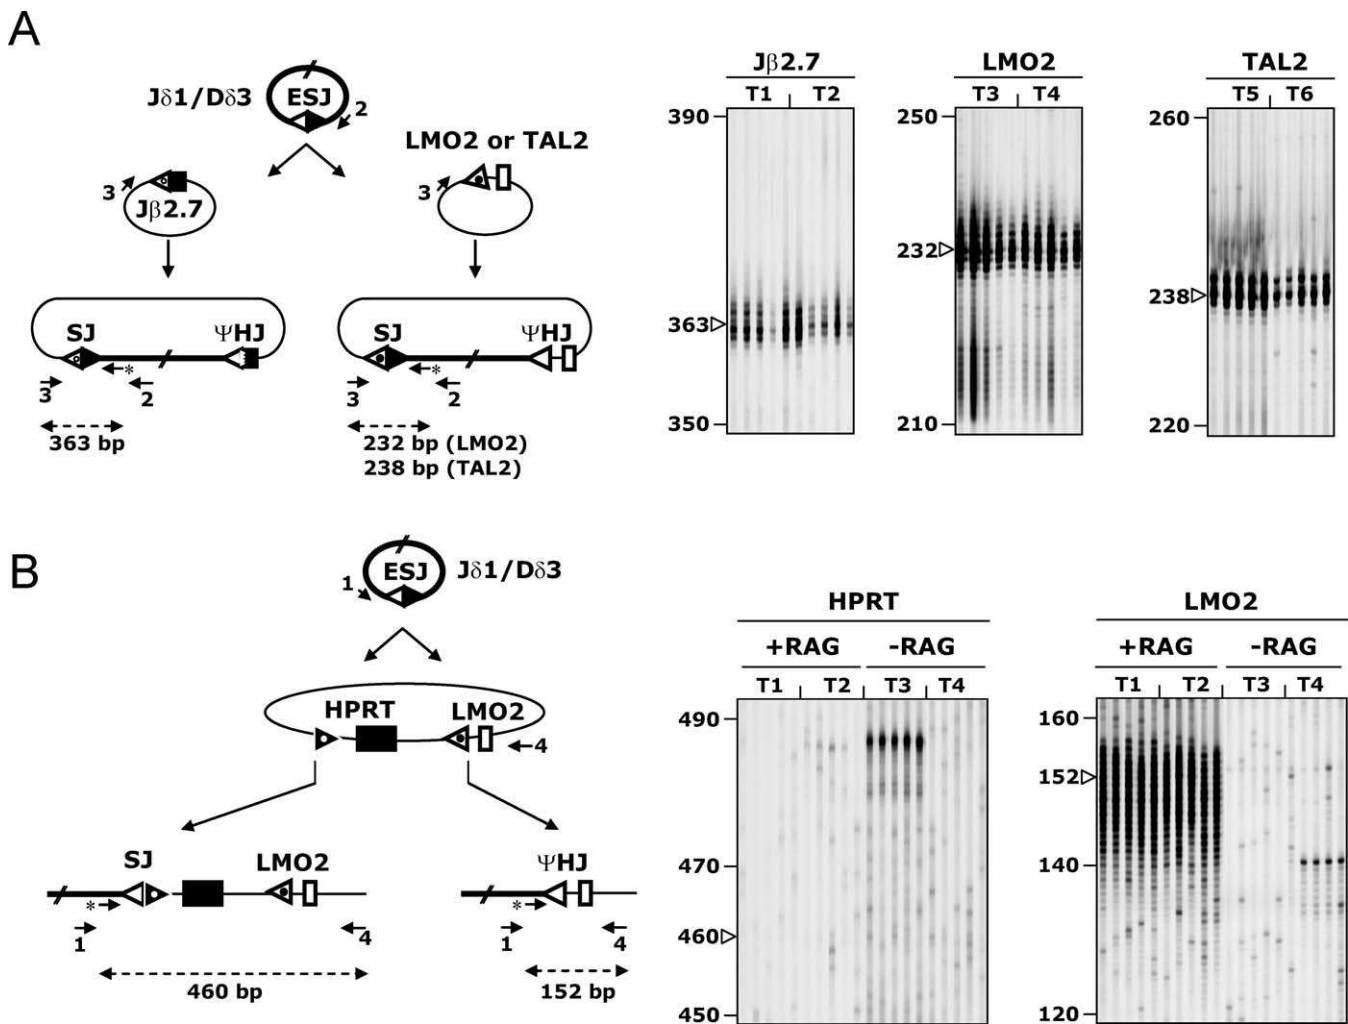 A
Jδ1/Dδ3
ESJ
2
LMO2 or TAL2
3
Jβ2.7
3
SJ
ΨHJ
*
3
2
363 bp
SJ
ΨHJ
*
3
2
232 bp (LMO2)
238 bp (TAL2)
Jβ2.7
T1
T2
390
363
350
LMO2
T3
T4
250
232
210
TAL2
T5
T6
260
238
220
B
1
ESJ
Jδ1/Dδ3
HPRT
LMO2
4
SJ
LMO2
*
1
4
460 bp
ΨHJ
*
1
4
152 bp
HPRT
+RAG
-RAG
T1
T2
T3
T4
490
470
460
450
LMO2
+RAG
-RAG
T1
T2
T3
T4
160
152
140
120